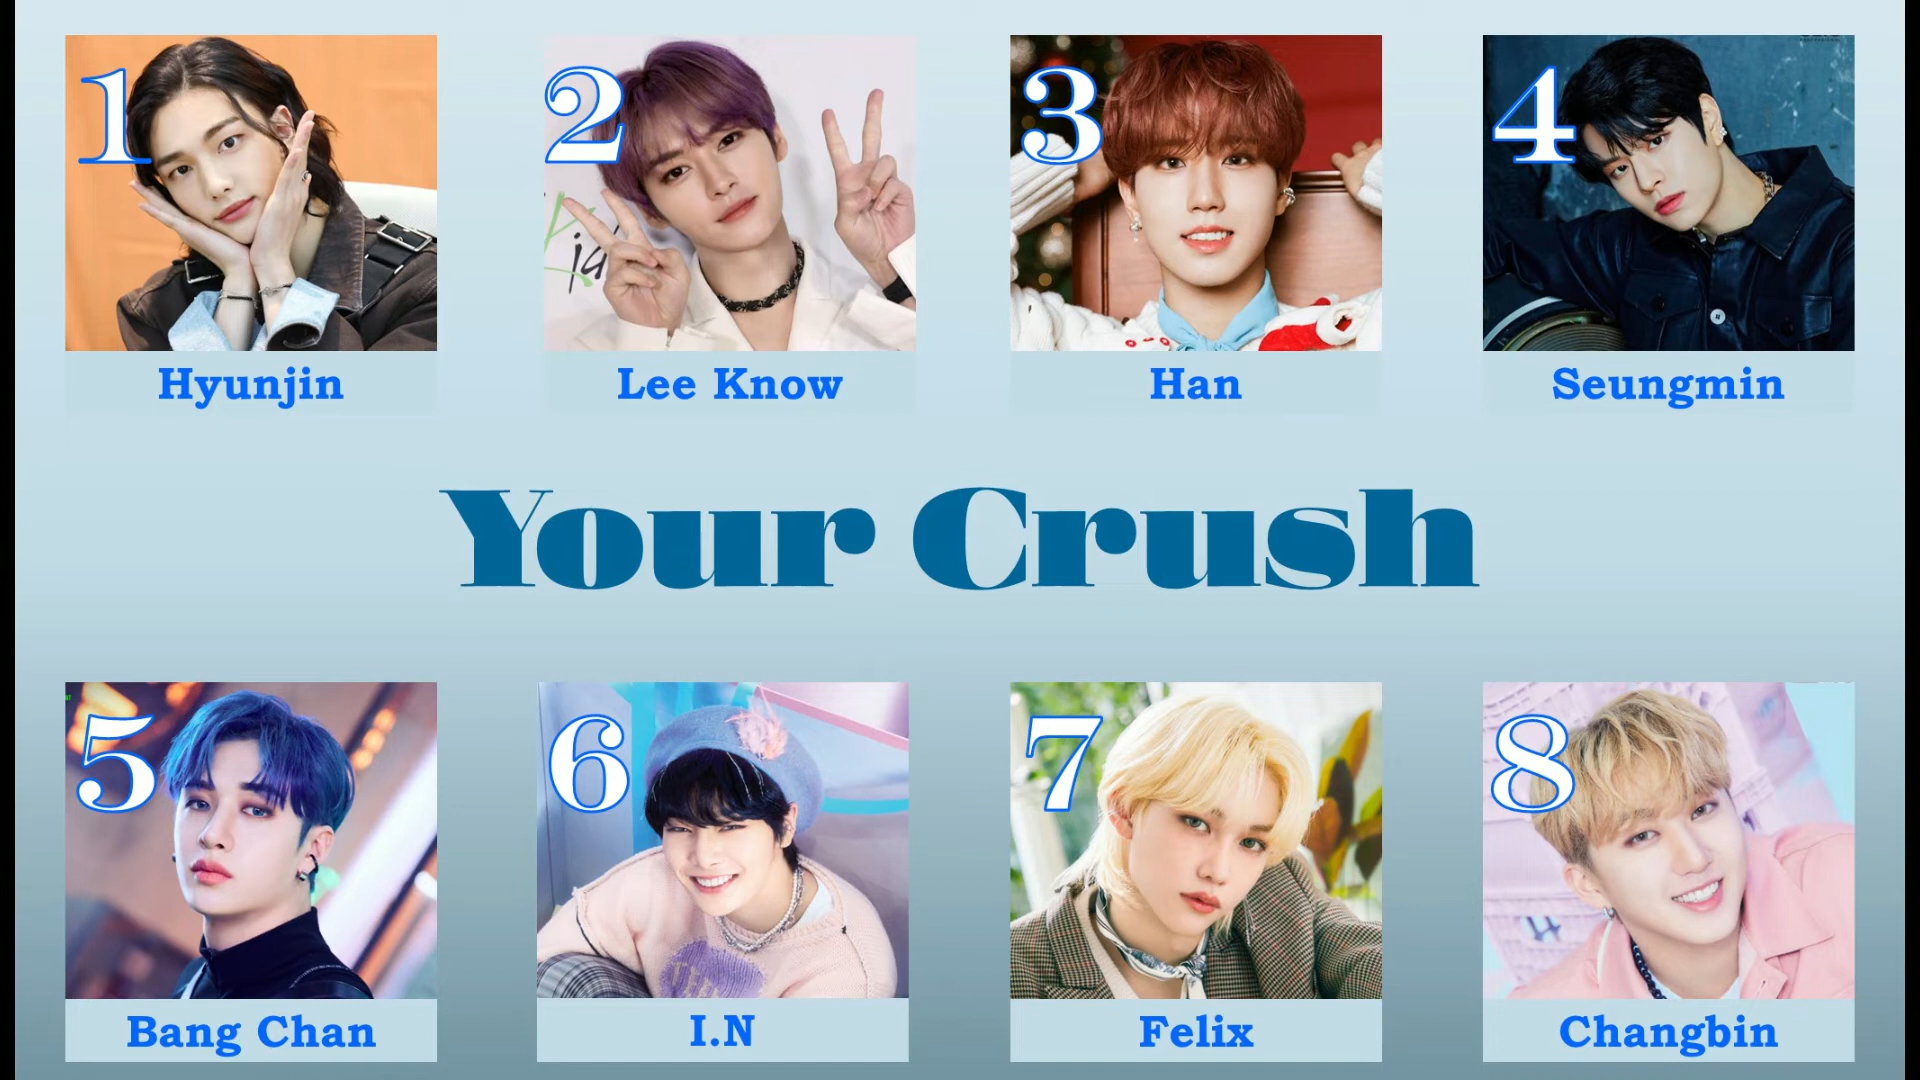 1
2
3
4
Hyunjin
Lee Know
Han
Seungmin
Your Crush
5
6
7
8
Bang Chan
I.N
Felix
Changbin